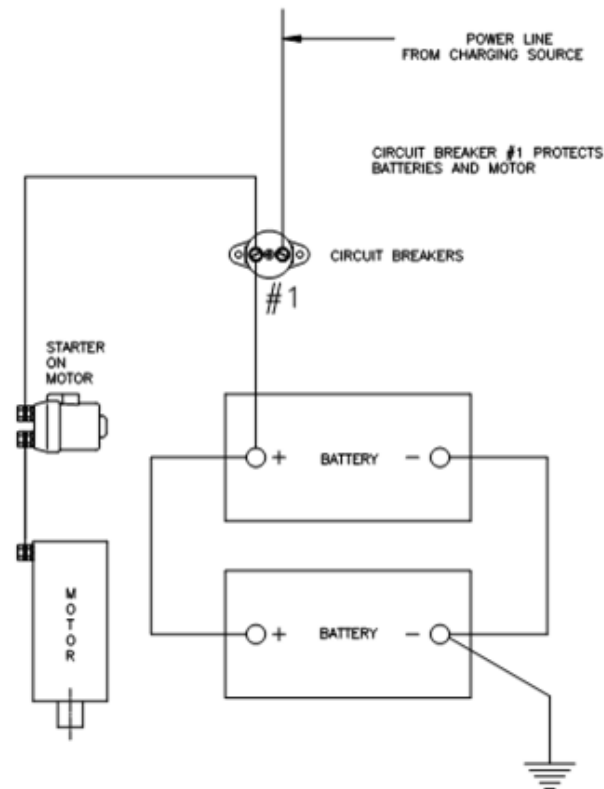 POWER LINE
FROM CHARGING SOURCE
CIRCUIT BREAKER #1 PROTECTS
BATTERIES AND MOTOR
CIRCUIT BREAKERS
#1
STARTER
ON
MOTOR
+ BATTERY -
MOTOR
+ BATTERY -